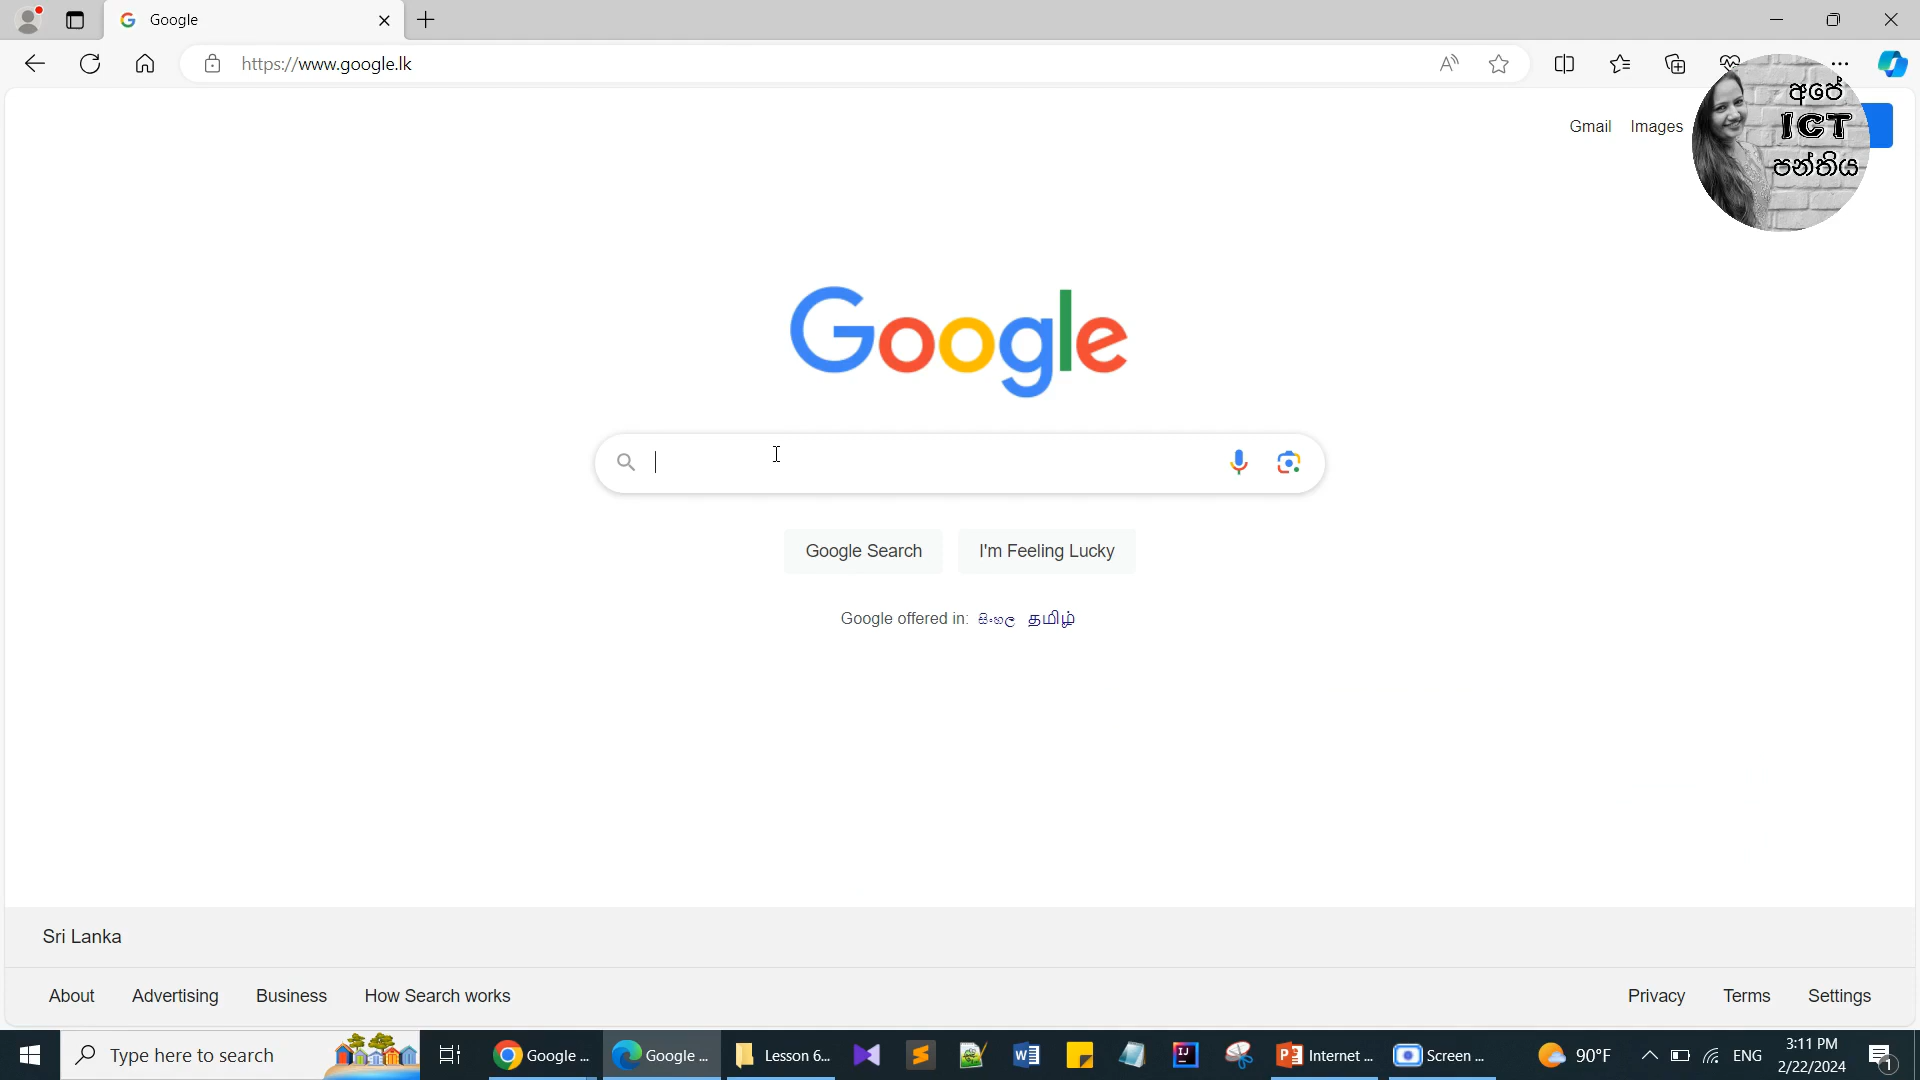 Google
https://www.google.lk
Gmail Images
අපේ
ICT
පන්තිය
Google
Google Search
I'm Feeling Lucky
Google offered in: සිංහල தமிழ்
Sri Lanka
About Advertising Business How Search works
Privacy Terms Settings
Type here to search
Google ...
Google ...
Lesson 6...
Internet ...
Screen ...
90°F
ENG
3:11 PM
2/22/2024
1